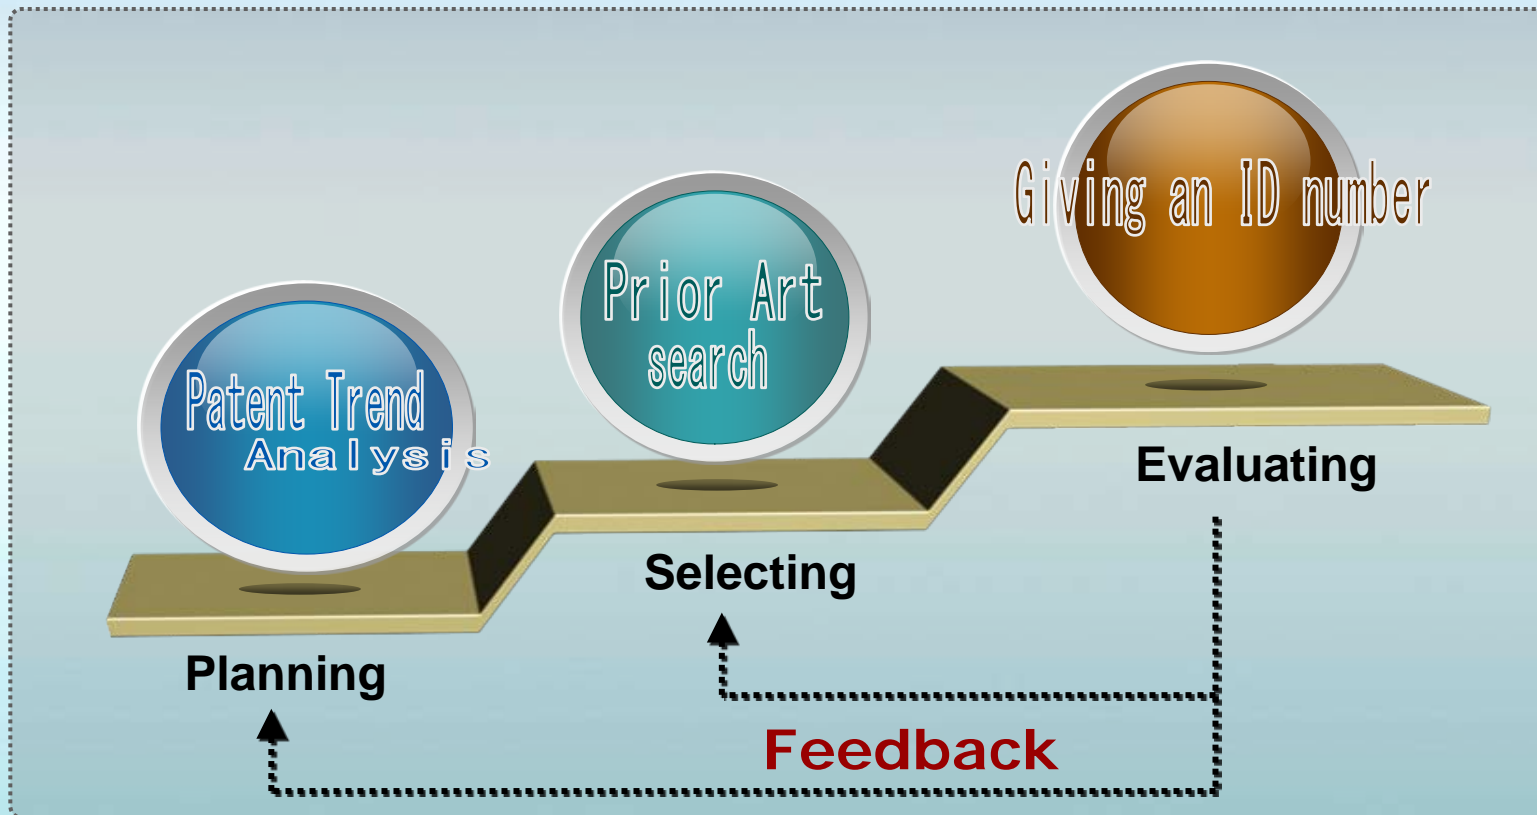 Patent Trend
Analysis
Planning
Prior Art
search
Selecting
Giving an ID number
Evaluating
Feedback